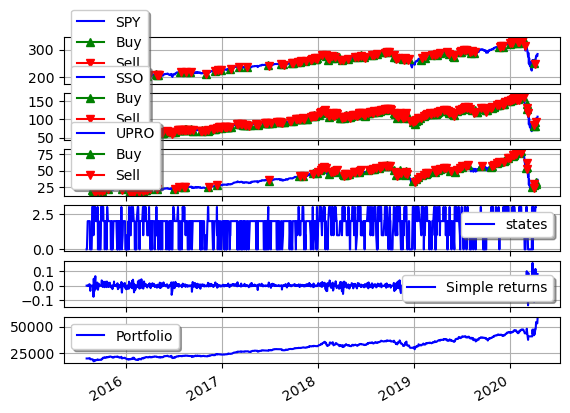 SPY
Buy
Sell
300
200
SSO
Buy
Sell
150
100
50
UPRO
Buy
Sell
75
50
25
states
2.5
0.0
Simple returns
0.1
0.0
−0.1
Portfolio
50000
25000
2016
2017
2018
2019
2020